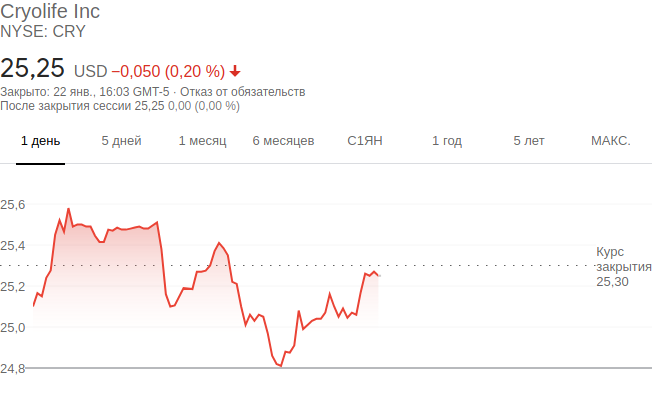 Cryolife Inc
NYSE: CRY
25,25 USD −0,050 (0,20 %)
Закрыто: 22 янв., 16:03 GMT-5 · Отказ от обязательств
После закрытия сессии 25,25 0,00 (0,00 %)
1 день 5 дней 1 месяц 6 месяцев С1ЯН 1 год 5 лет МАКС.
25,6
25,4
25,2
25,0
24,8
Курс
закрытия
25,30